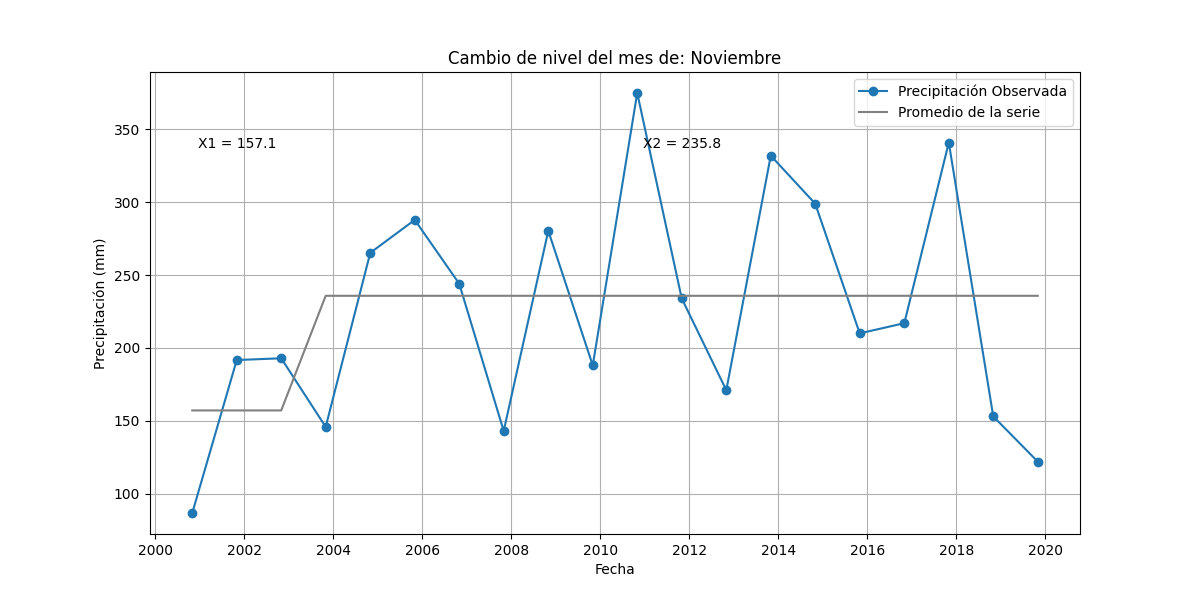 Cambio de nivel del mes de: Noviembre
Precipitación Observada
Promedio de la serie
X1 = 157.1
X2 = 235.8
Precipitación (mm)
350
300
250
200
150
100
2000 2002 2004 2006 2008 2010 2012 2014 2016 2018 2020
Fecha